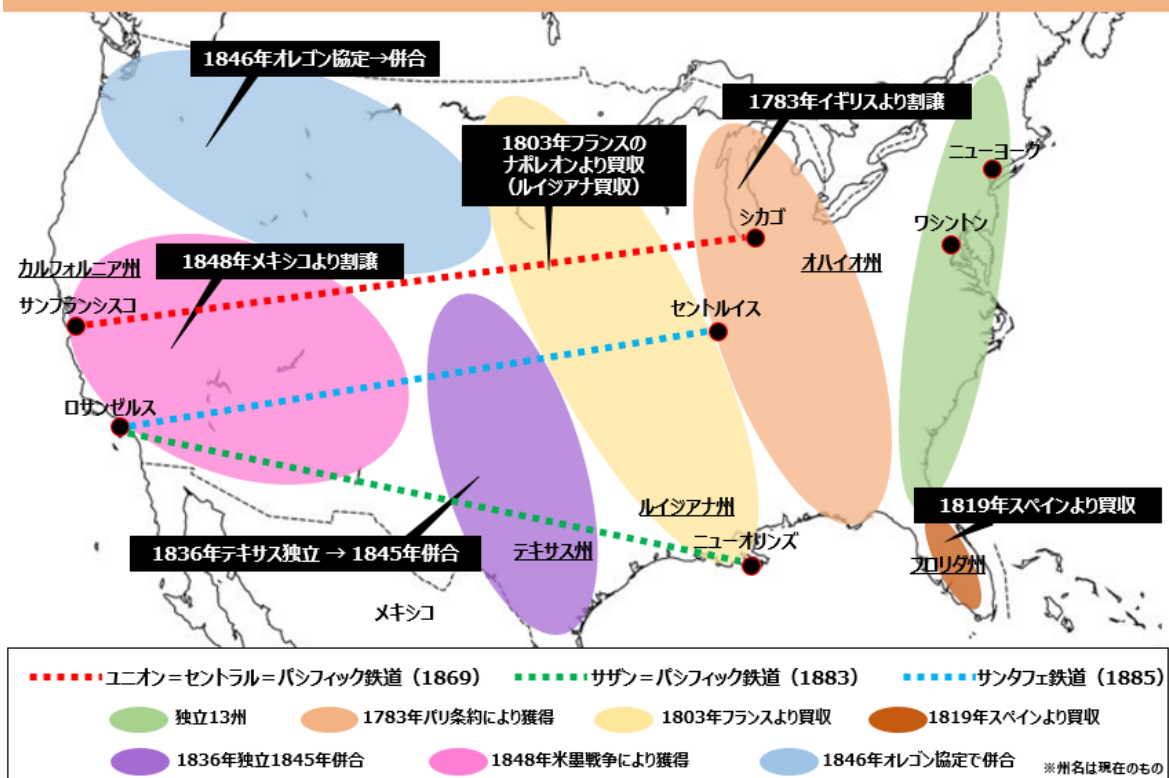 1846年オレゴン協定→併合
1783年イギリスより割譲
1803年フランスの
ナポレオンより買収
（ルイジアナ買収）
ニューヨーク
シカゴ
ワシントン
オハイオ州
カルフォルニア州
1848年メキシコより割譲
サンフランシスコ
セントルイス
ロサンゼルス
ルイジアナ州
1819年スペインより買収
ニューオリンズ
1836年テキサス独立 → 1845年併合
テキサス州
フロリダ州
メキシコ
ユニオン＝セントラル＝パシフィック鉄道（1869）
サザン＝パシフィック鉄道（1883）
サンタフェ鉄道（1885）
独立13州
1783年パリ条約により獲得
1803年フランスより買収
1819年スペインより買収
1836年独立1845年併合
1848年米墨戦争により獲得
1846年オレゴン協定で併合
※州名は現在のもの